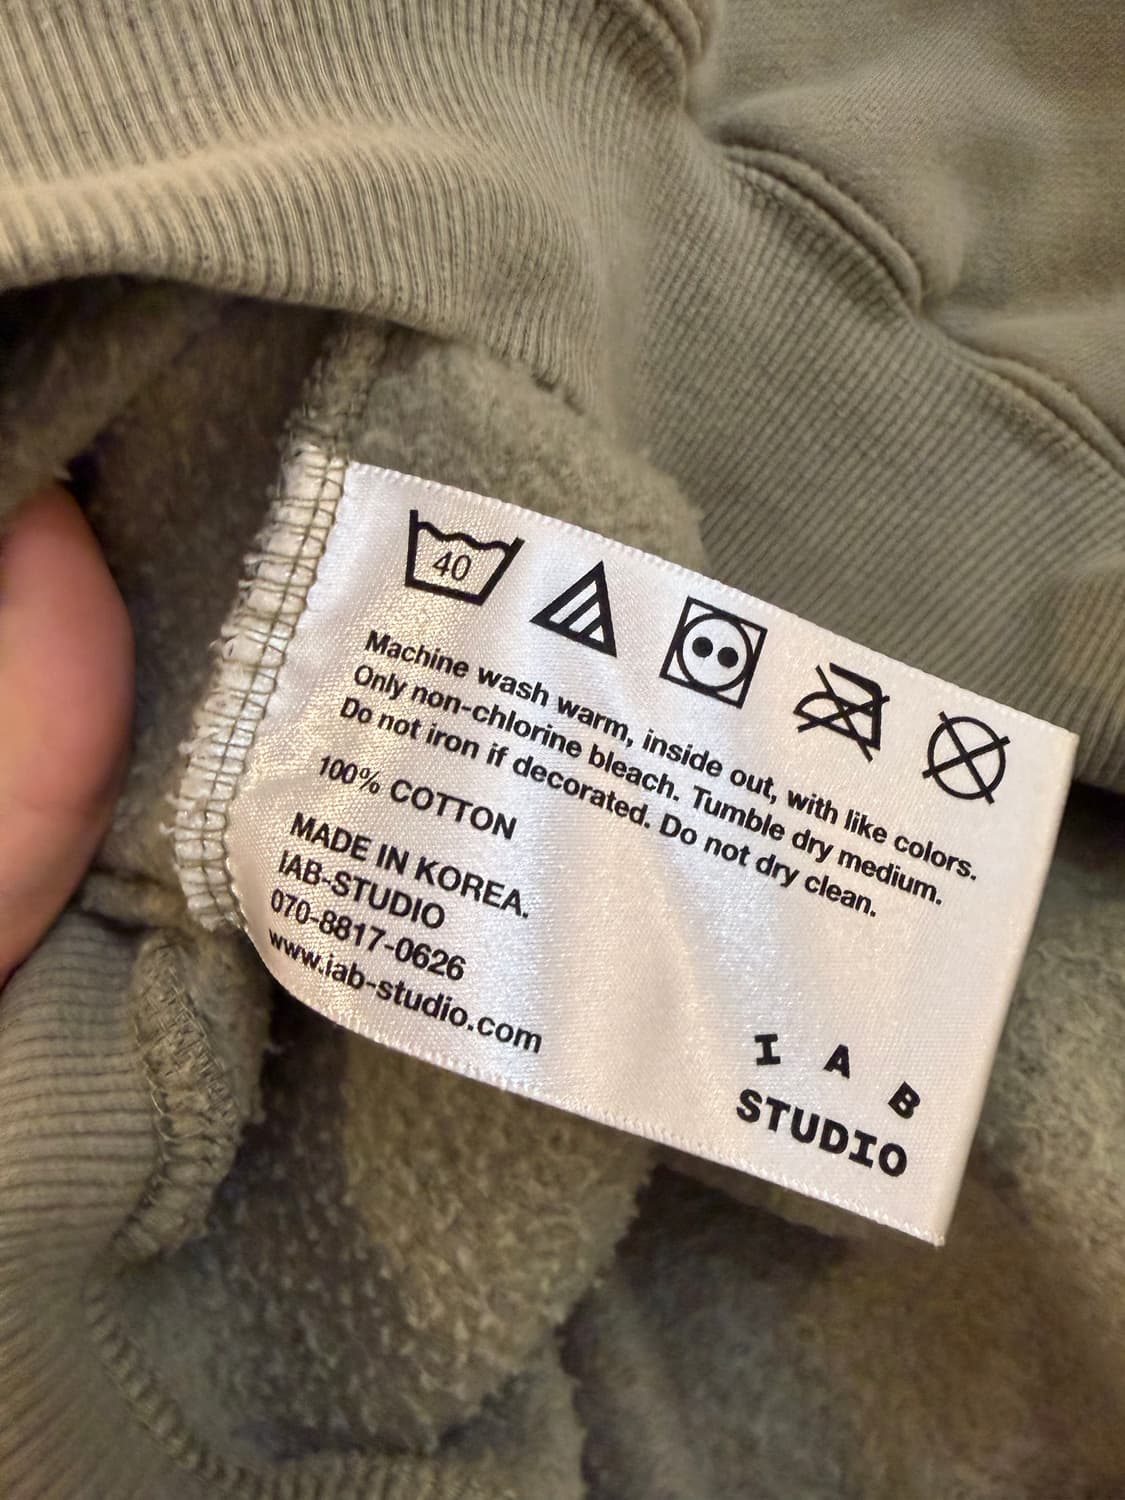 40
Machine wash warm, inside out, with like colors.
Only non-chlorine bleach. Tumble dry medium.
Do not iron if decorated. Do not dry clean.
100% COTTON
MADE IN KOREA.
IAB-STUDIO
070-8817-0626
www.iab-studio.com
I A B
STUDIO